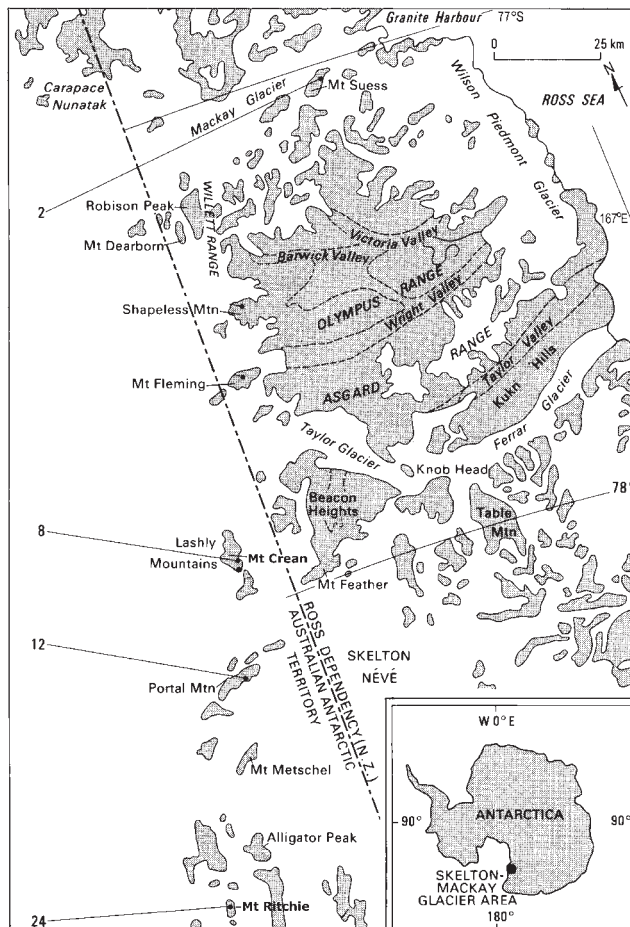 Granite Harbour
77°S
0
25 km
N
Carapace
Nunatak
Mackay Glacier
Mt Suess
Wilson
Piedmont
Glacier
ROSS SEA
2
Robison Peak
WILLETT RANGE
167°E
Mt Dearborn
Victoria Valley
Barwick Valley
Shapeless Mtn
OLYMPUS RANGE
Wright Valley
RANGE
Taylor Valley
Kukn Hills
Mt Fleming
ASGARD
Ferrar Glacier
Taylor Glacier
Knob Head
78°
Beacon
Heights
Table
Mtn
8
Lashly
Mountains
Mt Crean
Mt Feather
ROSS DEPENDENCY (N.Z.)
AUSTRALIAN ANTARCTIC
TERRITORY
12
SKELTON
NÉVÉ
Portal Mtn
W0°E
Mt Metschel
ANTARCTICA
90°
90°
Alligator Peak
SKELTON-
MACKAY
GLACIER AREA
180°
Mt Ritchie
24